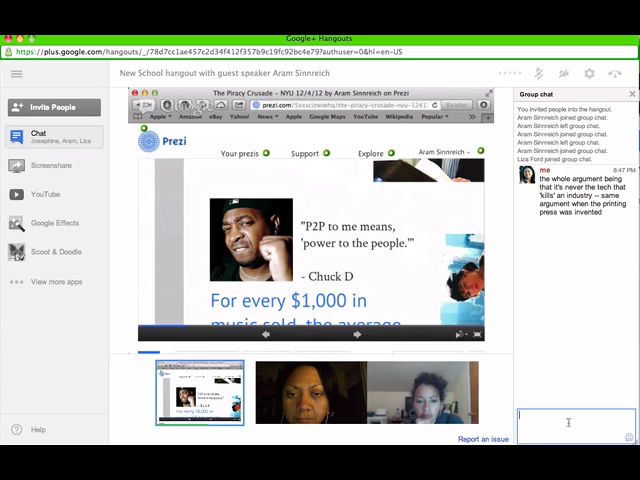 Google+ Hangouts
https://plus.google.com/hangouts/_/78d7cc1ae457c2d34f412f357b9c19fc92bc4e79?authuser=0&hl=en-US
New School hangout with guest speaker Aram Sinnreich
Invite People
Chat
Josephine, Aram, Liza
Screenshare
YouTube
Google Effects
Scoot & Doodle
View more apps
Help
The Piracy Crusade - NYU 12/4/12 by Aram Sinnreich on Prezi
Reader
Apple Amazon eBay Yahoo! News Google Maps YouTube Wikipedia Popular
Prezi
Your prezis Support Explore Aram Sinnreich
"P2P to me means,
'power to the people.'"
- Chuck D
For every $1,000 in
music sold, the average
Report an issue
Group chat
You invited people into the hangout.
Aram Sinnreich joined group chat.
Aram Sinnreich left group chat.
Aram Sinnreich joined group chat.
Aram Sinnreich left group chat.
Aram Sinnreich joined group chat.
Liza Ford joined group chat.
me 8:47 PM
the whole argument being
that it's never the tech that
'kills' an industry -- same
argument when the printing
press was invented